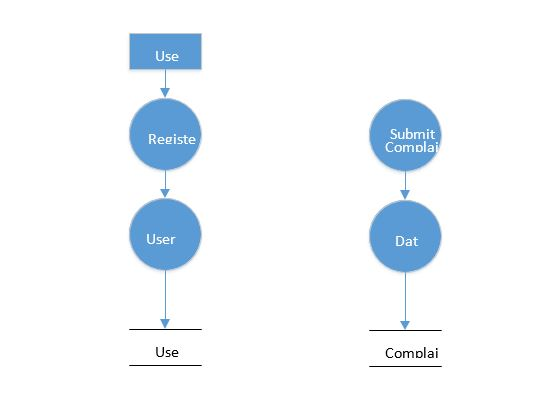 Use
Registe
Submit
Complai
User
Dat
Use
Complai